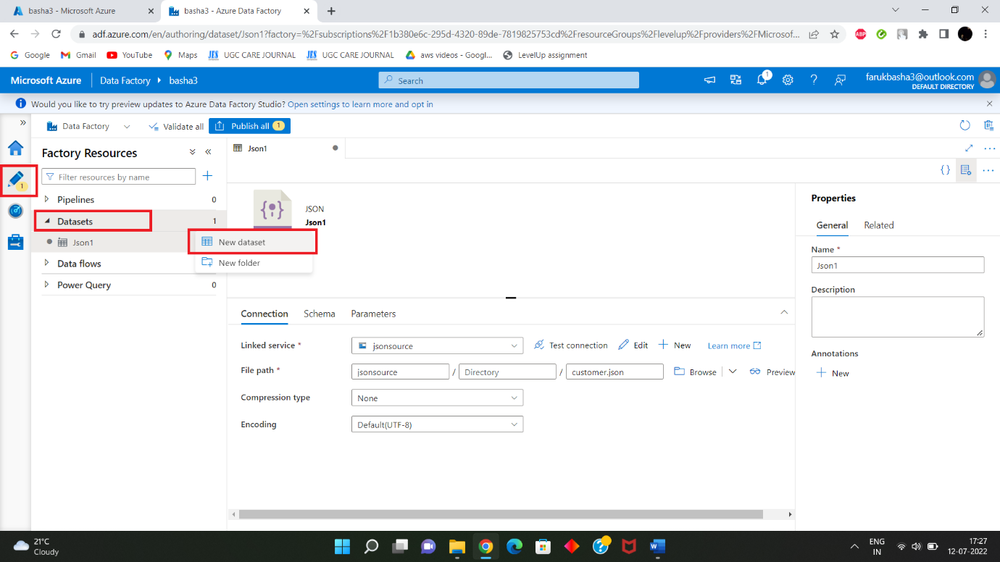 basha3 - Microsoft Azure
basha3 - Azure Data Factory
adf.azure.com/en/authoring/dataset/Json1?factory=%2Fsubscriptions%2F1b380e6c-295d-4320-89de-7819825753cd%2FresourceGroups%2Flevelup%2Fproviders%2FMicrosof...
ABP
Google
Gmail
YouTube
Maps
JES
UGC CARE JOURNAL
JES
UGC CARE JOURNAL
aws videos - Googl...
LevelUp assignment
Microsoft Azure
Data Factory
basha3
Search
1
farukbasha3@outlook.com
DEFAULT DIRECTORY
Would you like to try preview updates to Azure Data Factory Studio? Open settings to learn more and opt in
Data Factory
Validate all
Publish all 1
Factory Resources
Json1
1
Filter resources by name
Pipelines 0
Datasets 1
Json1
Data flows
Power Query 0
New dataset
New folder
JSON
Json1
Connection
Schema
Parameters
Linked service *
jsonsource
Test connection
Edit
New
Learn more
File path *
jsonsource / Directory / customer.json
Browse
Preview
Compression type
None
Encoding
Default(UTF-8)
Properties
General
Related
Name *
Json1
Description
Annotations
New
21°C
Cloudy
ENG
IN
17:27
12-07-2022